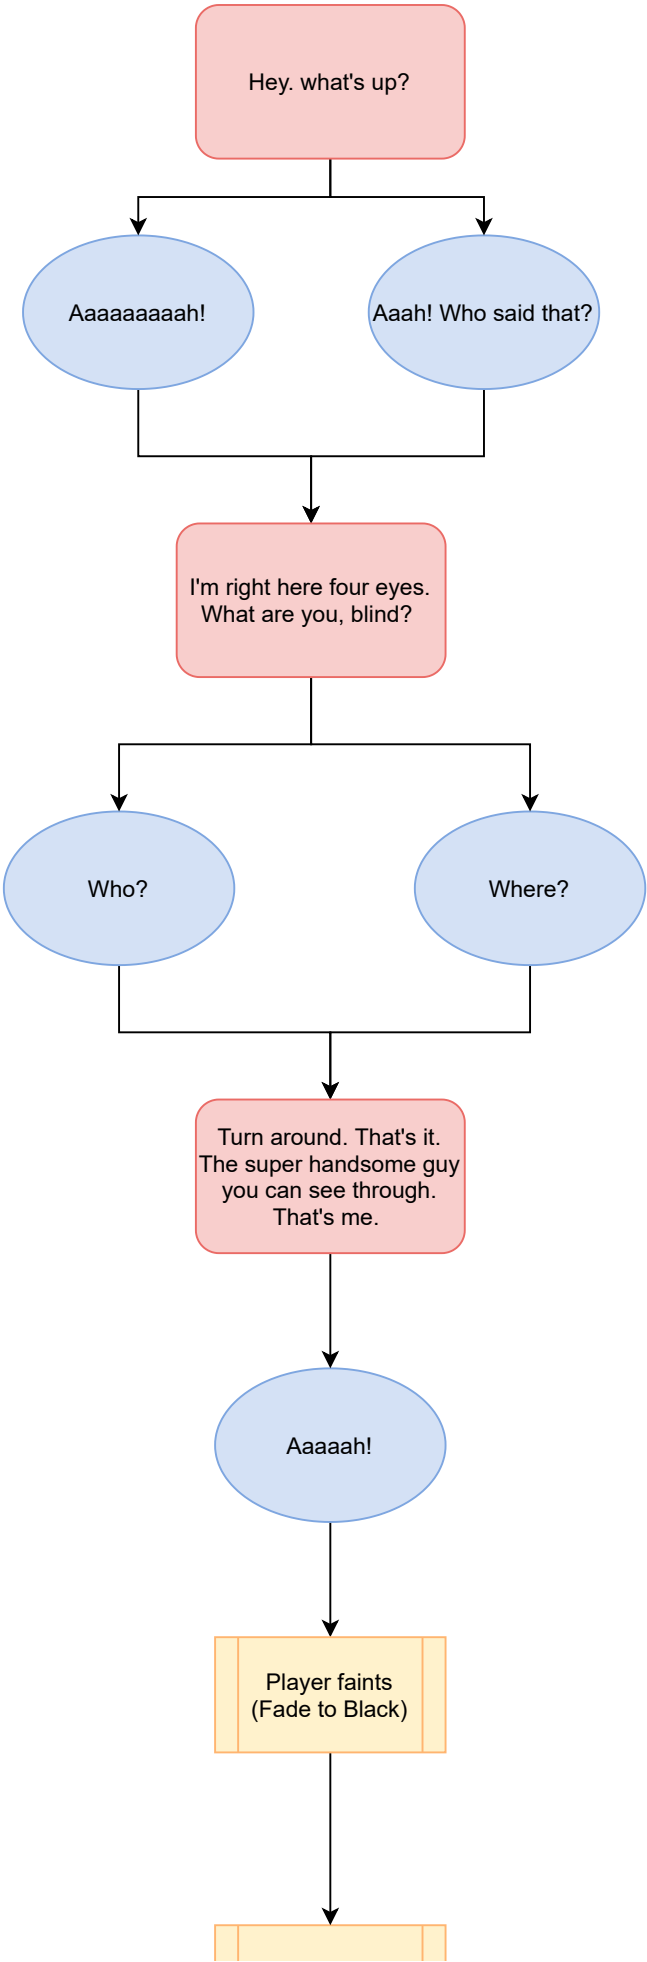 Hey. what's up?
Aaaaaaaaah!
Aaah! Who said that?
I'm right here four eyes.
What are you, blind?
Who?
Where?
Turn around. That's it.
The super handsome guy
you can see through.
That's me.
Aaaaah!
Player faints
(Fade to Black)